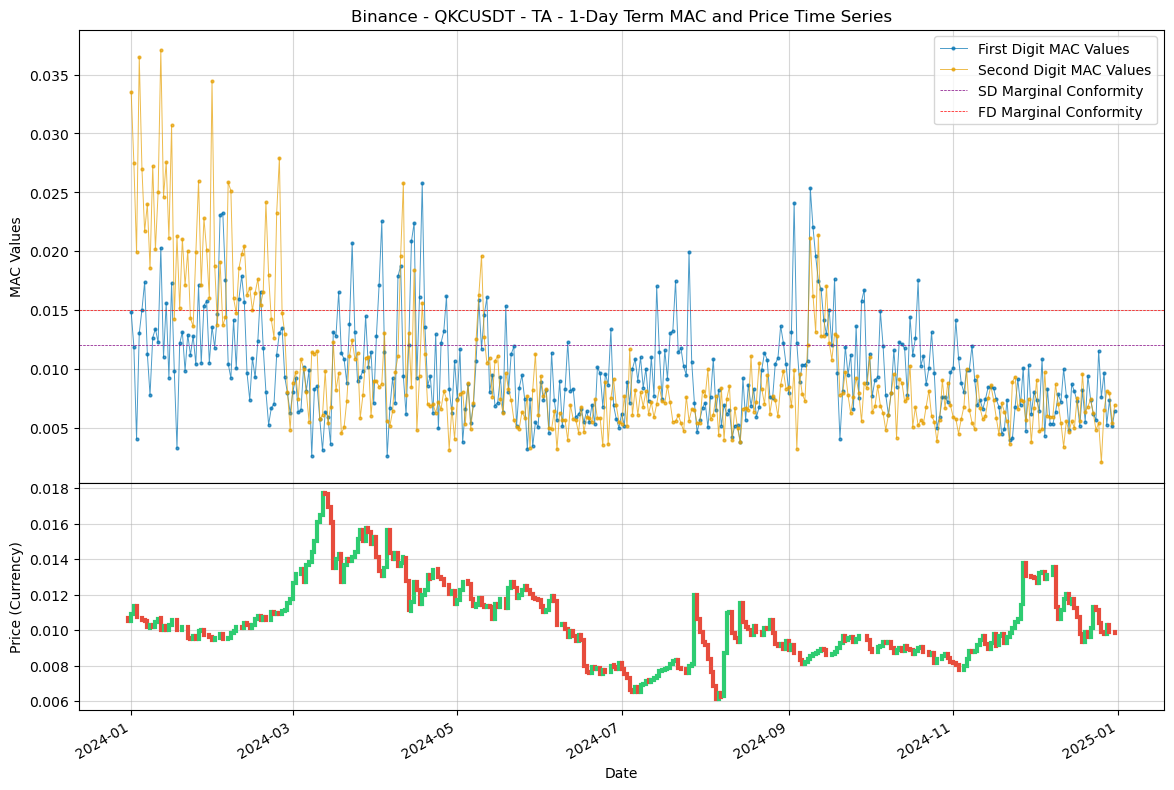 Binance - QKCUSDT - TA - 1-Day Term MAC and Price Time Series
First Digit MAC Values
Second Digit MAC Values
SD Marginal Conformity
FD Marginal Conformity
MAC Values
0.035
0.030
0.025
0.020
0.015
0.010
0.005
Price (Currency)
0.018
0.016
0.014
0.012
0.010
0.008
0.006
2024-01
2024-03
2024-05
2024-07
2024-09
2024-11
2025-01
Date